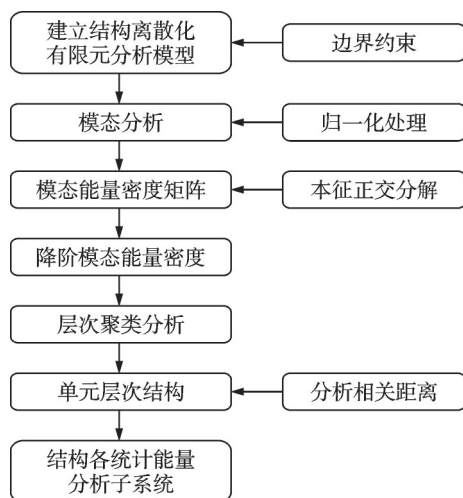 建立结构离散化
有限元分析模型
边界约束
模态分析
归一化处理
模态能量密度矩阵
本征正交分解
降阶模态能量密度
层次聚类分析
单元层次结构
分析相关距离
结构各统计能量
分析子系统